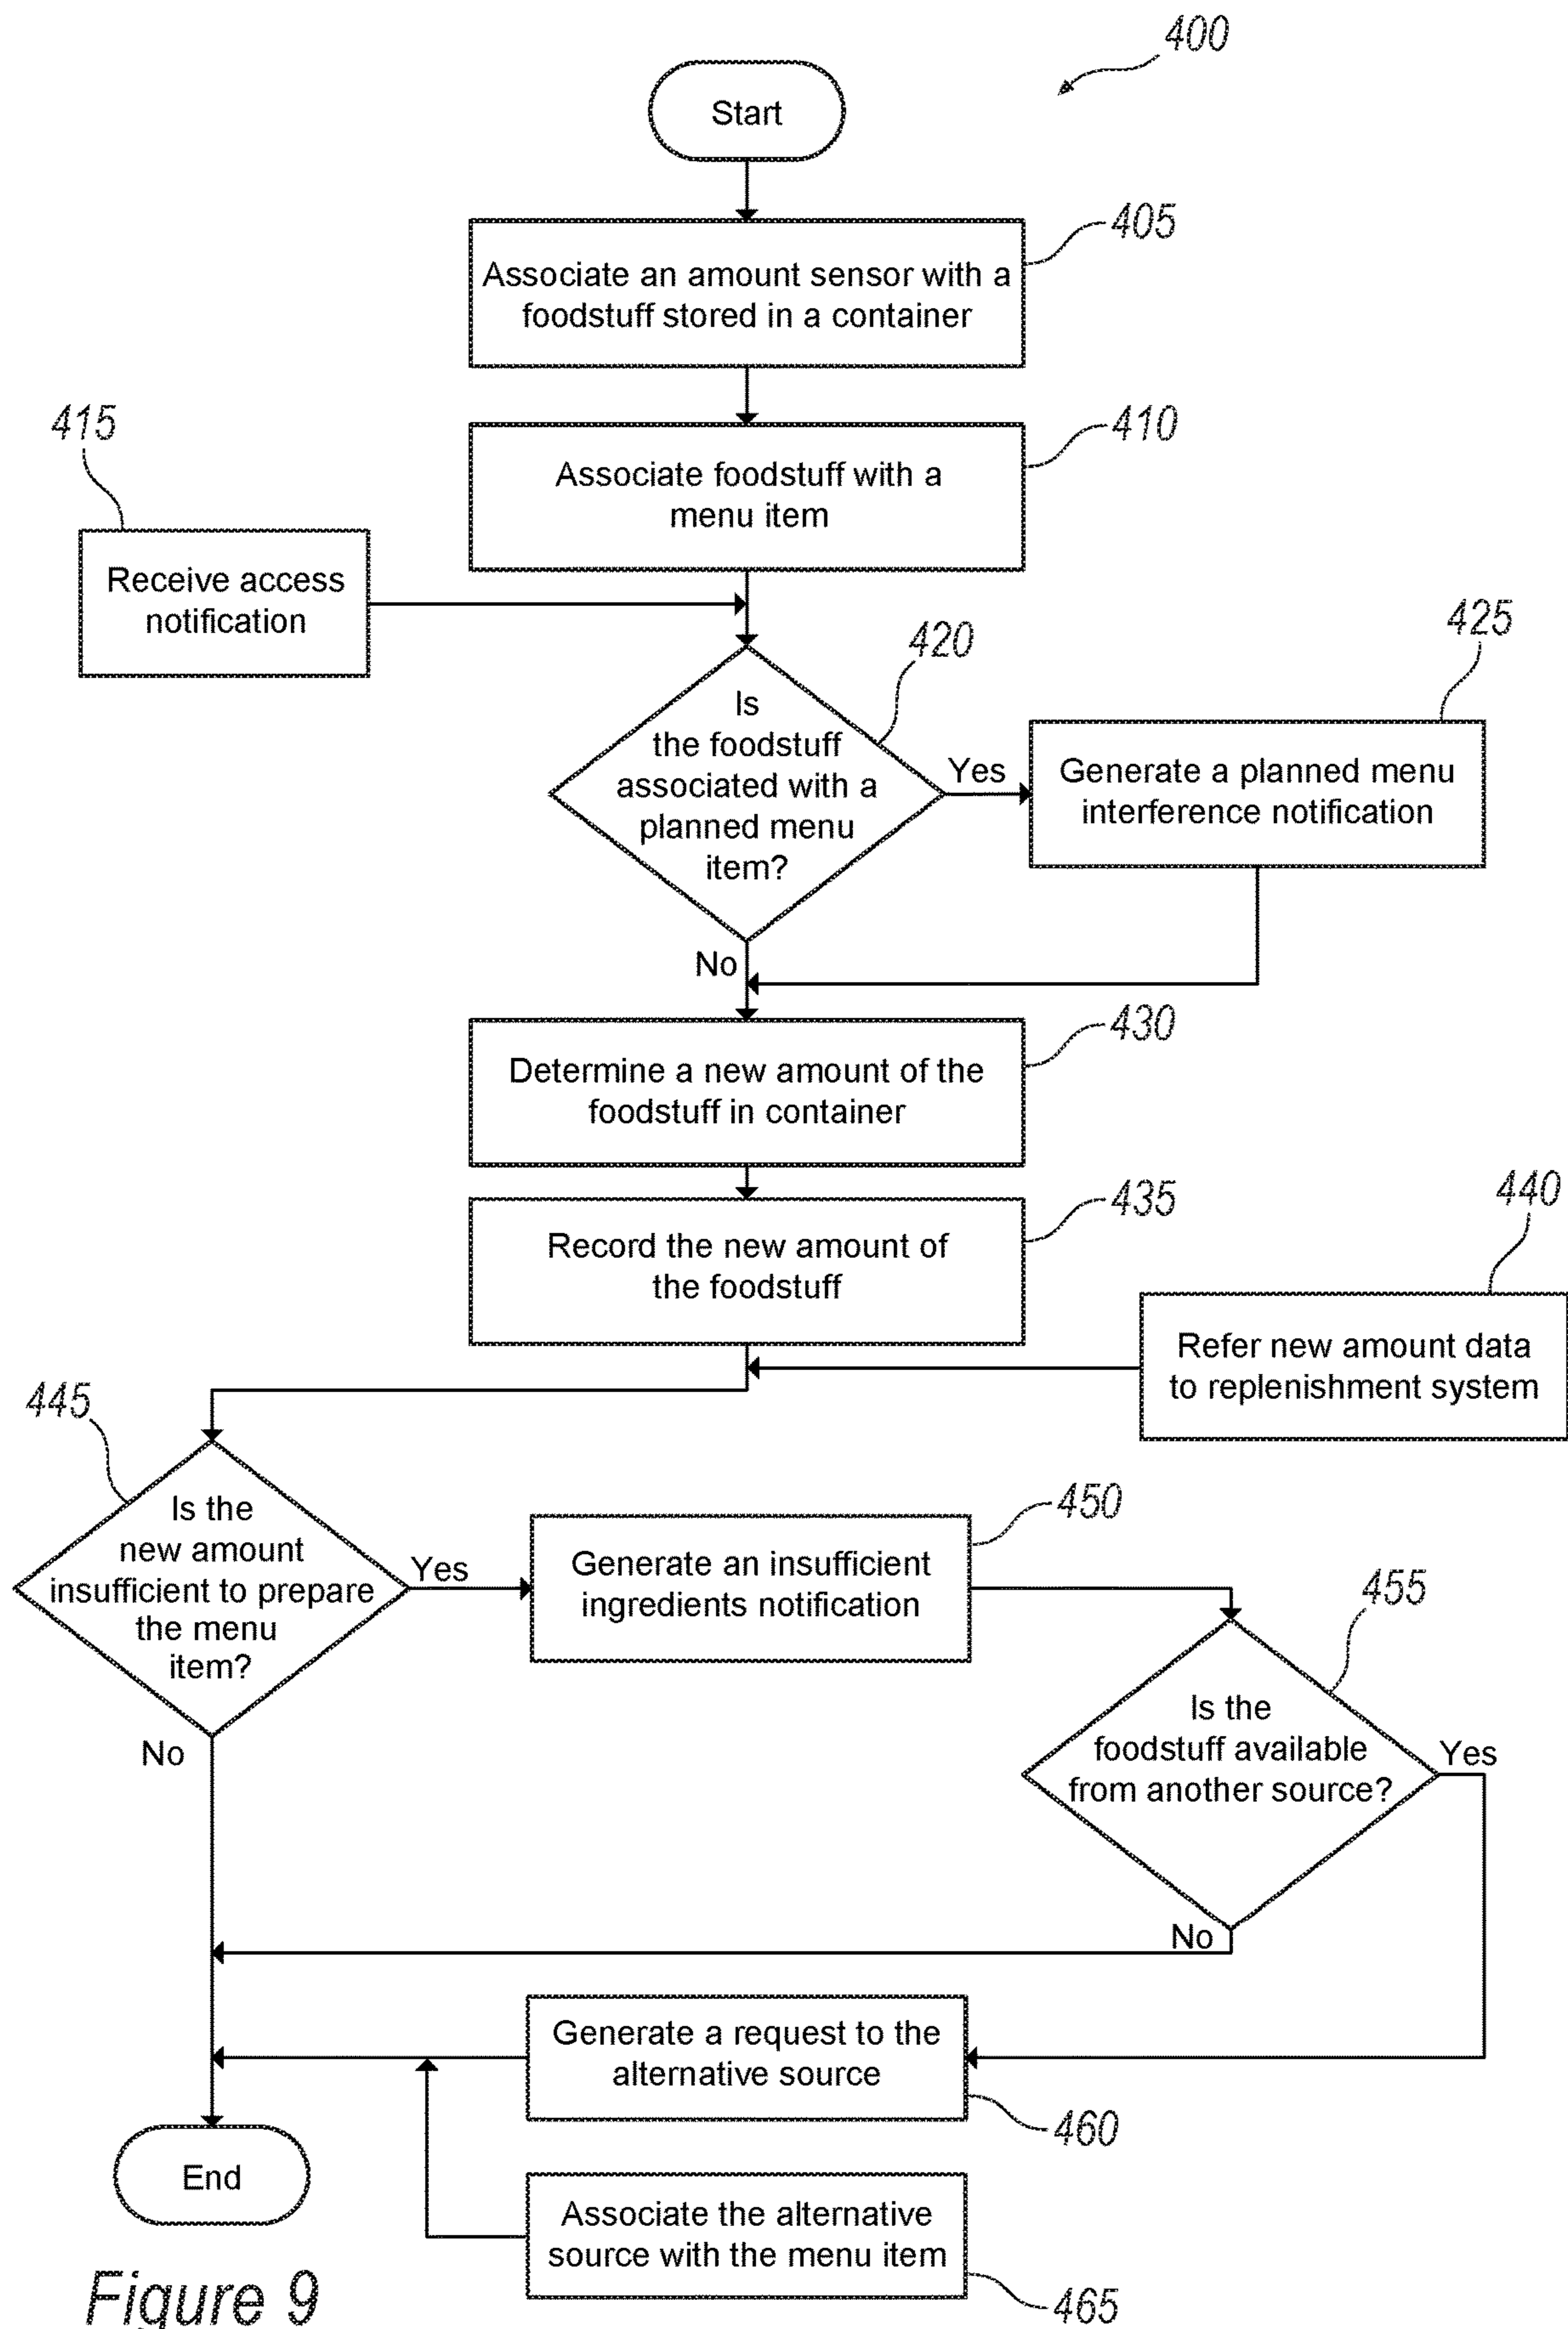 400
Start
405
Associate an amount sensor with a
foodstuff stored in a container
415
410
Associate foodstuff with a
menu item
Receive access
notification
420
425
Is
the foodstuff
associated with a
planned menu
item?
Yes
Generate a planned menu
interference notification
No
430
Determine a new amount of the
foodstuff in container
435
Record the new amount of
the foodstuff
440
Refer new amount data
to replenishment system
445
Is the
new amount
insufficient to prepare
the menu
item?
Yes
450
Generate an insufficient
ingredients notification
455
Is the
foodstuff available
from another source?
Yes
No
No
Generate a request to the
alternative source
460
End
Associate the alternative
source with the menu item
465
Figure 9